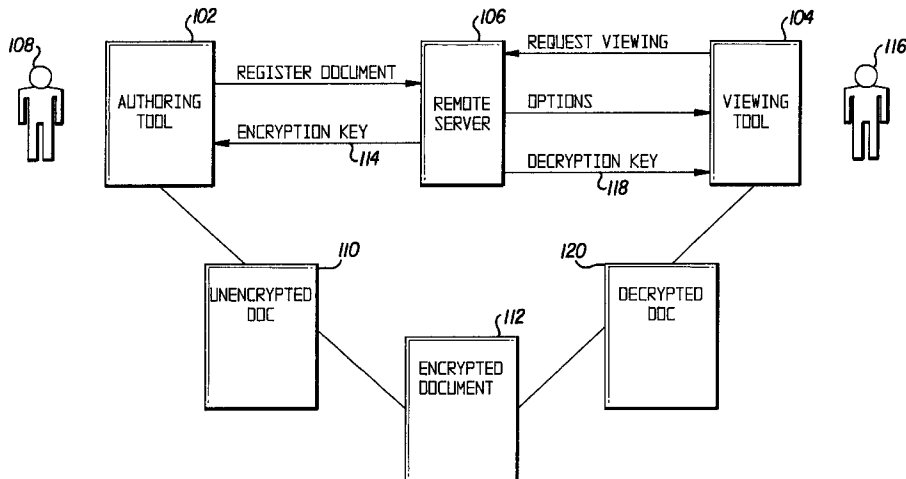 102
106
104
108
116
AUTHORING
TOOL
REGISTER DOCUMENT
ENCRYPTION KEY
114
REMOTE
SERVER
REQUEST VIEWING
OPTIONS
DECRYPTION KEY
118
VIEWING
TOOL
110
UNENCRYPTED
DOC
120
DECRYPTED
DOC
112
ENCRYPTED
DOCUMENT